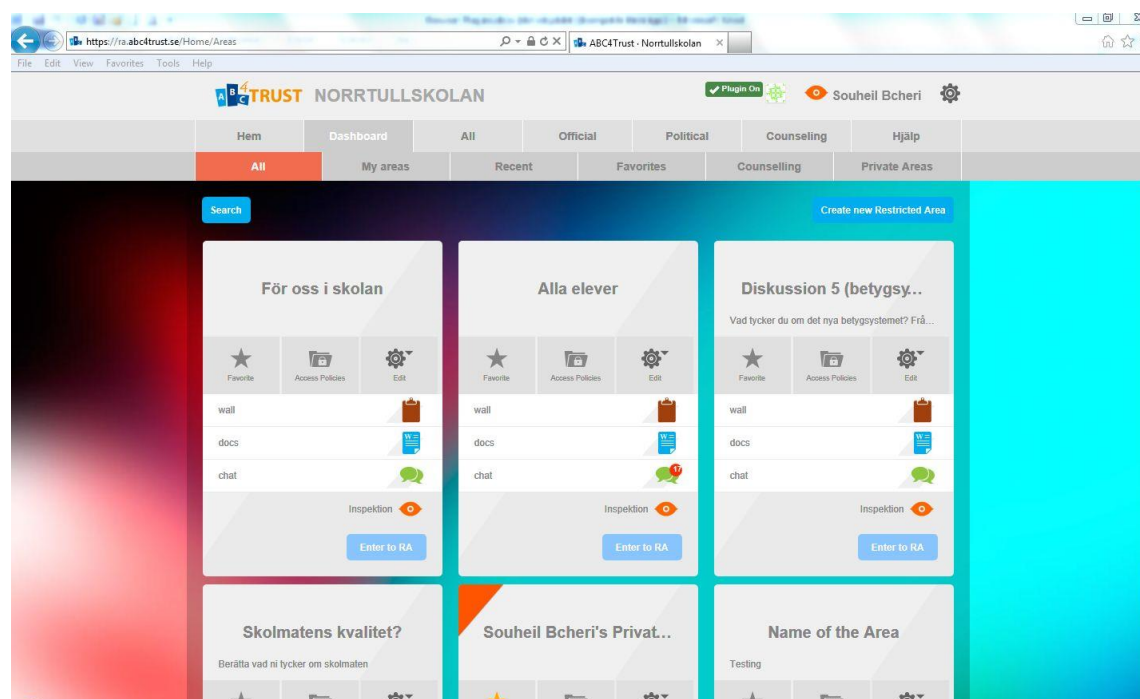 https://ra.abc4trust.se/Home/Areas
ABC4Trust - Norrtullskolan
File Edit View Favorites Tools Help
ABC4TRUST NORRTULLSKOLAN
Plugin On
Souheil Bcheri
Hem Dashboard All Official Political Counseling Hjälp
All My areas Recent Favorites Counselling Private Areas
Search
Create new Restricted Area
För oss i skolan
Alla elever
Diskussion 5 (betygsy...
Vad tycker du om det nya betygsystemet? Frå...
Favorite Access Policies Edit
Favorite Access Policies Edit
Favorite Access Policies Edit
wall
wall
wall
docs
docs
docs
chat
chat 17
chat
Inspektion
Inspektion
Inspektion
Enter to RA
Enter to RA
Enter to RA
Skolmatens kvalitet?
Souheil Bcheri's Privat...
Name of the Area
Berätta vad ni tycker om skolmaten
Testing